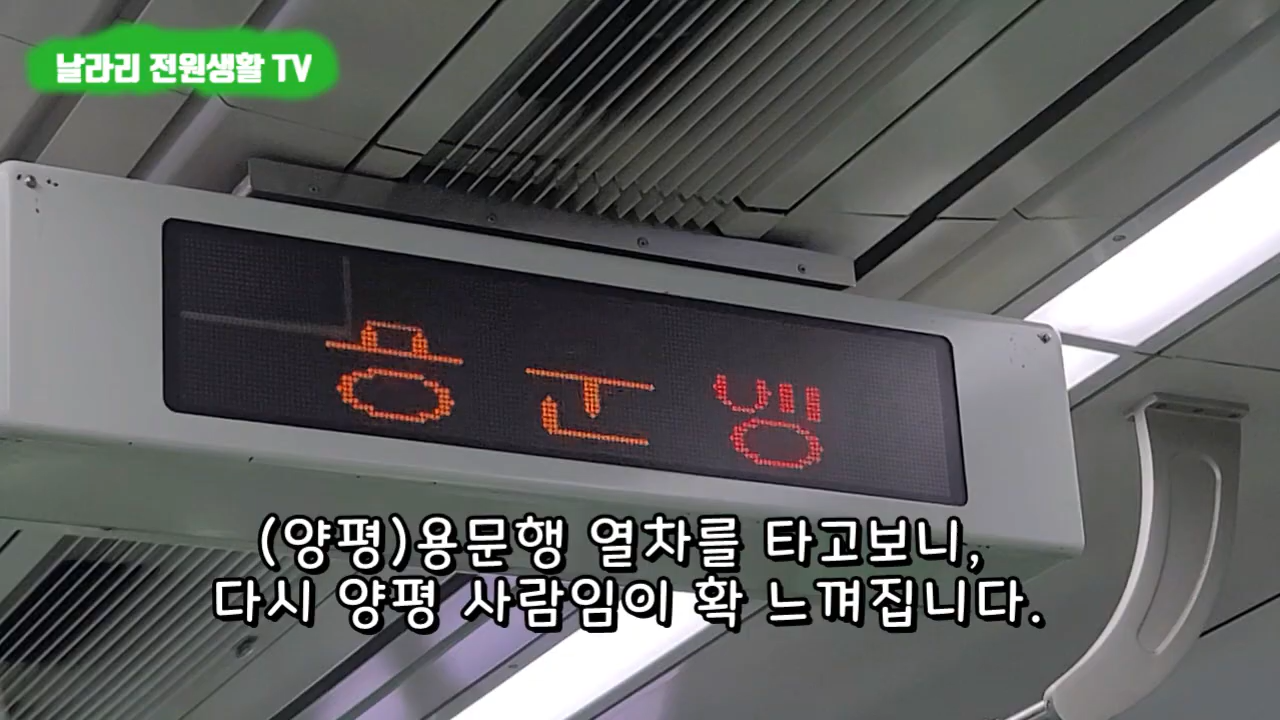 날라리 전원생활 TV
용문행
(양평)용문행 열차를 타고보니,
다시 양평 사람임이 확 느껴집니다.